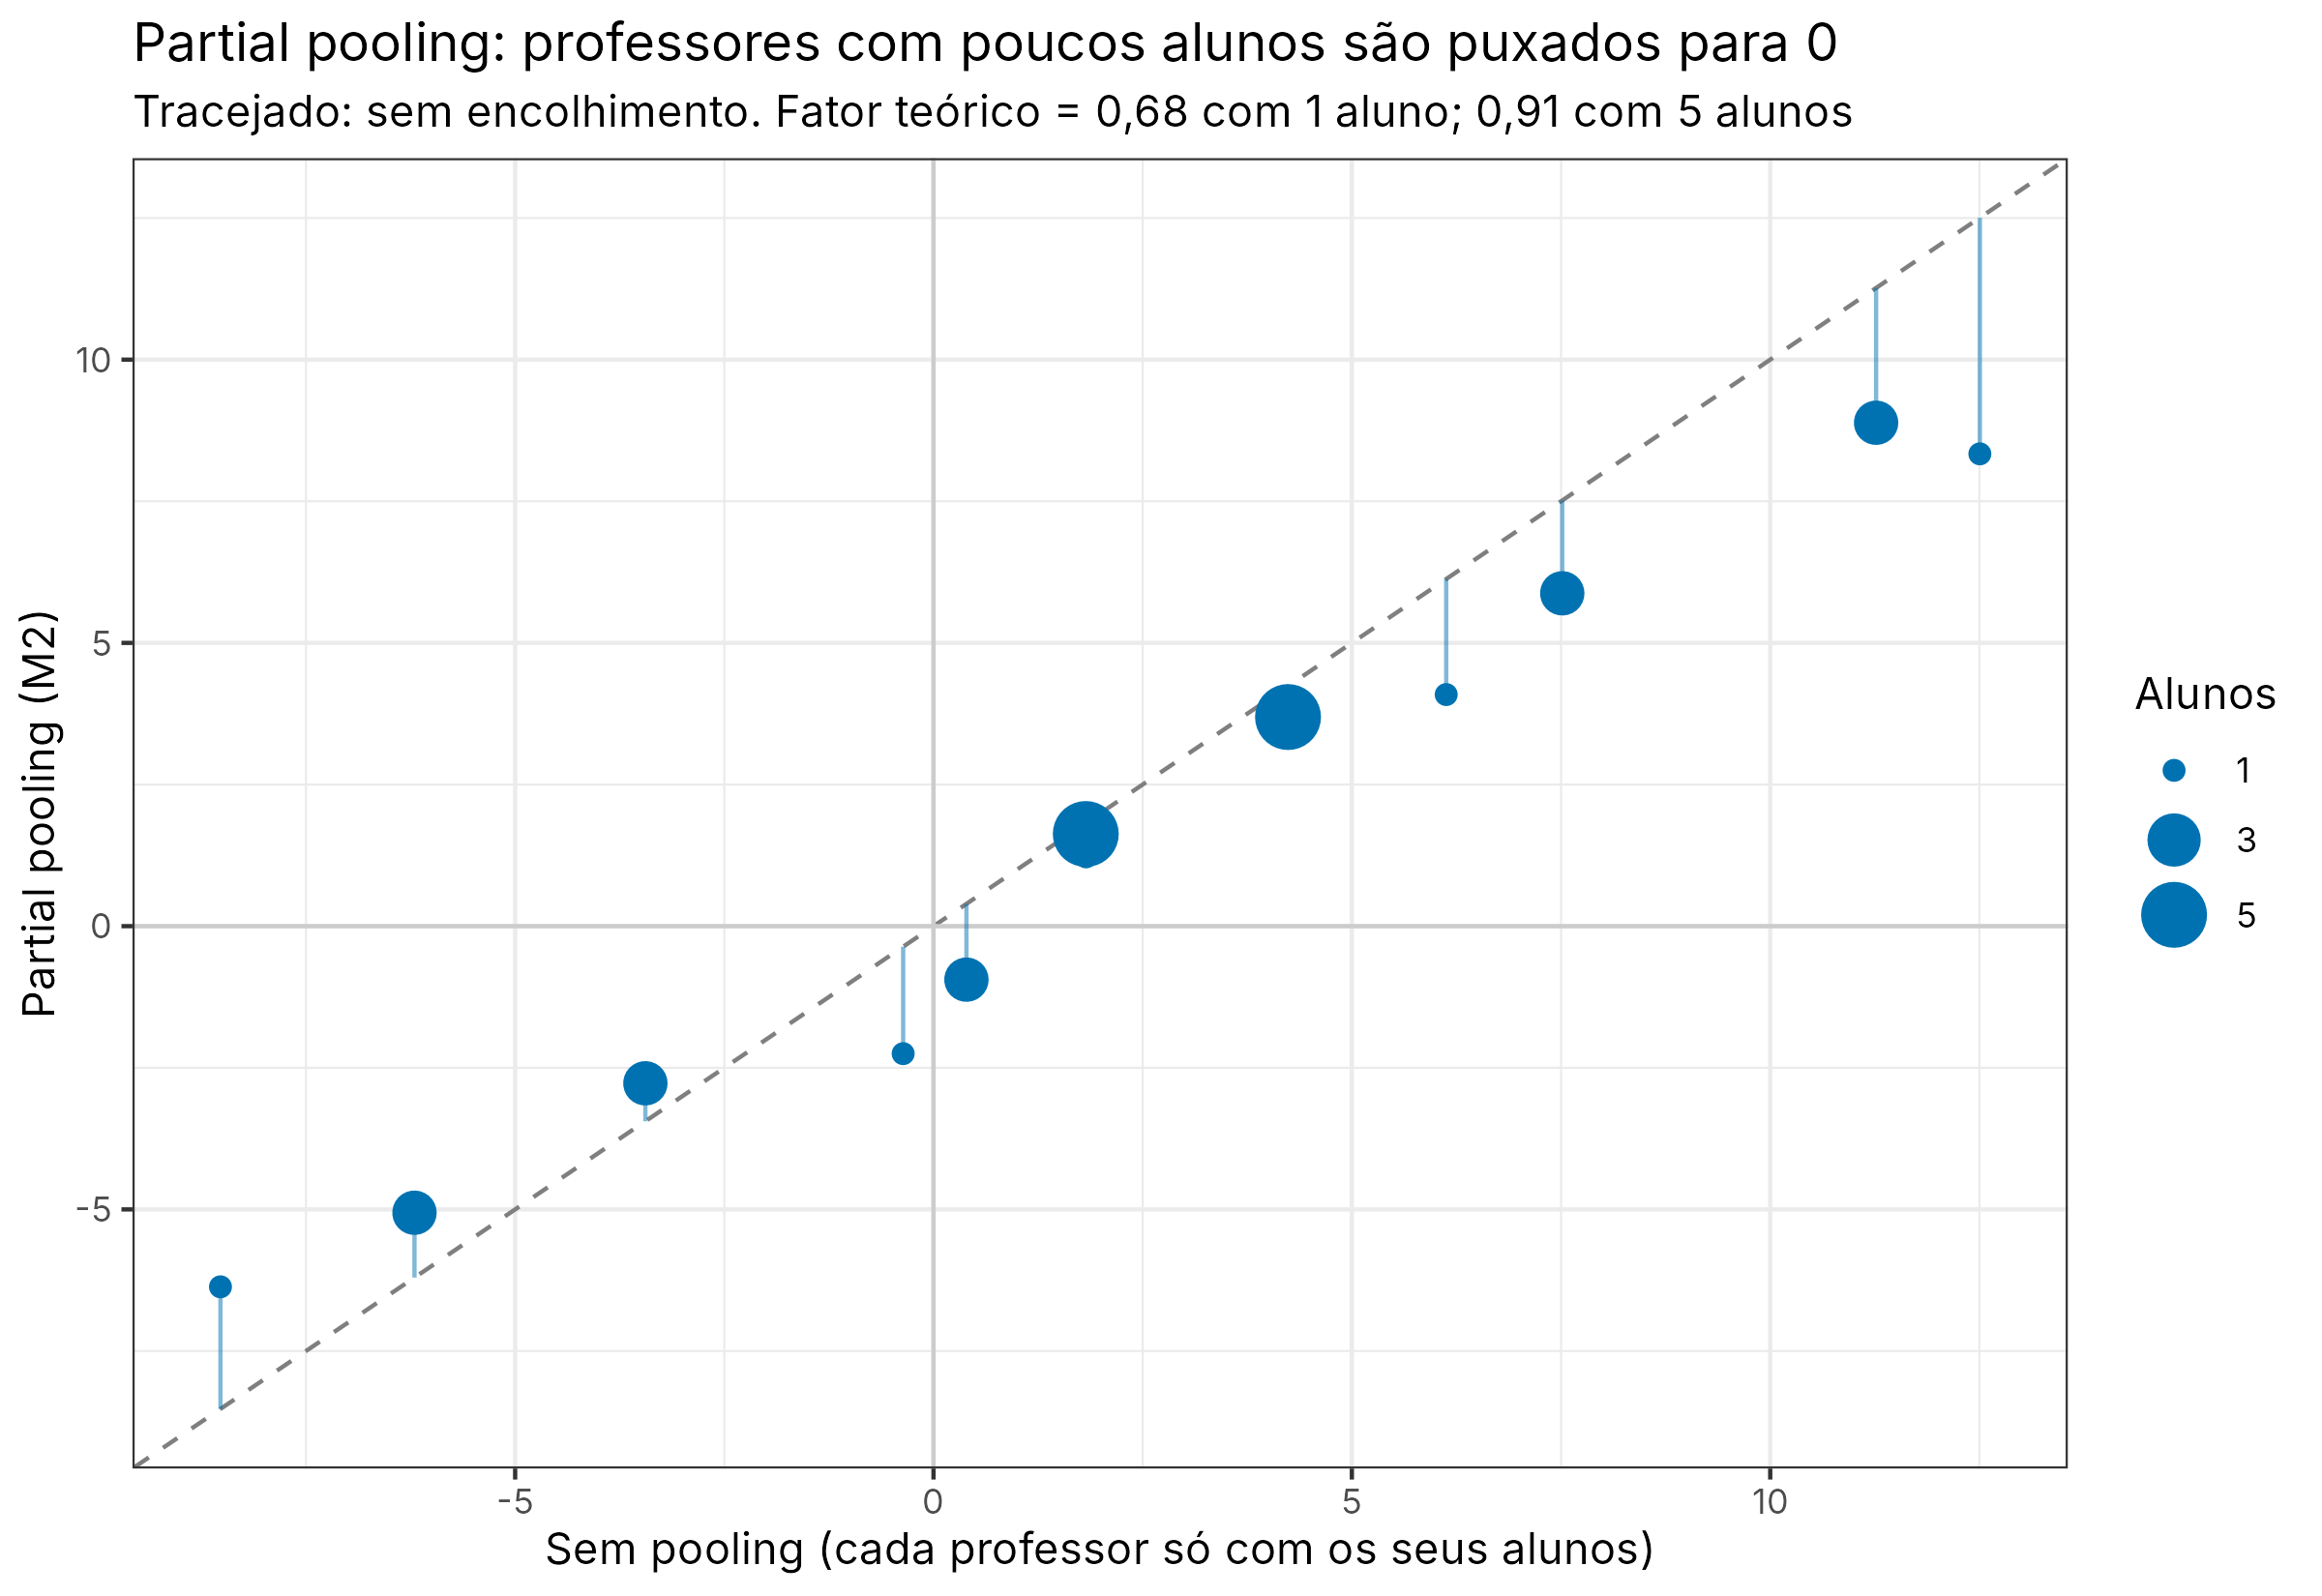 Partial pooling: professores com poucos alunos são puxados para 0
Tracejado: sem encolhimento. Fator teórico = 0,68 com 1 aluno; 0,91 com 5 alunos
Partial pooling (M2)
10
5
0
-5
-5
0
5
10
Sem pooling (cada professor só com os seus alunos)
Alunos
1
3
5